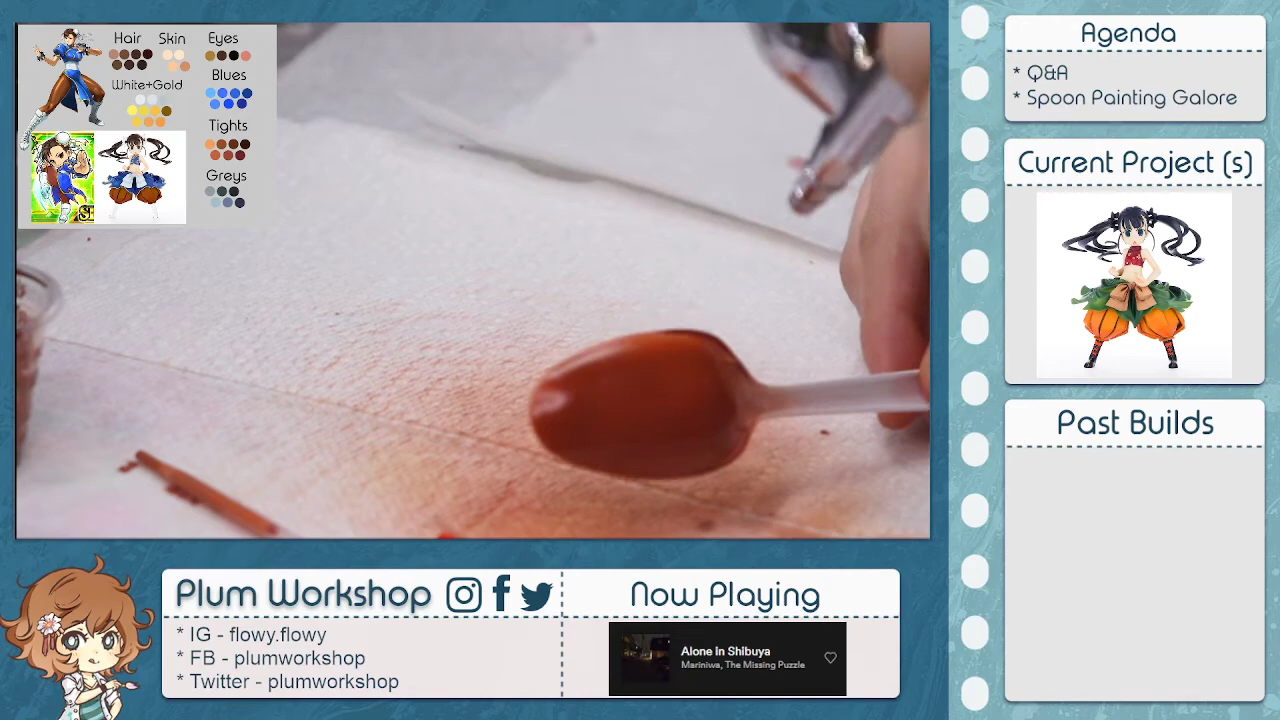 Hair Skin Eyes
White+Gold
Blues
Tights
Greys
Agenda
* Q&A
* Spoon Painting Galore
Current Project (s)
Past Builds
Plum Workshop
* IG - flowy.flowy
* FB - plumworkshop
* Twitter - plumworkshop
Now Playing
Alone in Shibuya
Mariniwa, The Missing Puzzle